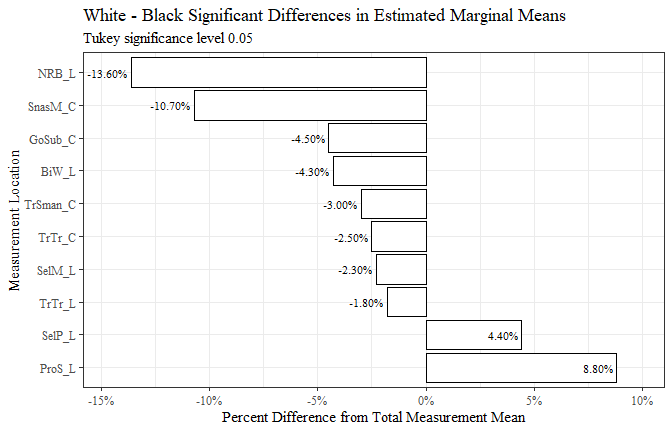 White - Black Significant Differences in Estimated Marginal Means
Tukey significance level 0.05
Measurement Location
NRB_L -13.60%
SnasM_C -10.70%
GoSub_C -4.50%
BiW_L -4.30%
TrSman_C -3.00%
TrTr_C -2.50%
SelM_L -2.30%
TrTr_L -1.80%
SelP_L 4.40%
ProS_L 8.80%
-15% -10% -5% 0% 5% 10%
Percent Difference from Total Measurement Mean